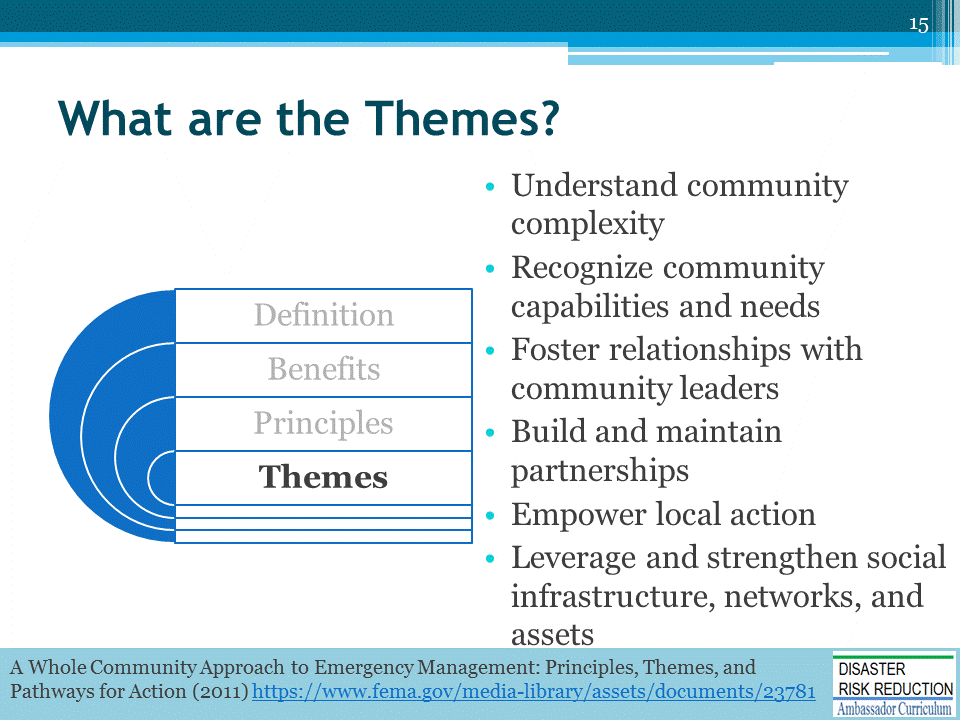 15
What are the Themes?
Definition
Benefits
Principles
Themes
• Understand community
complexity
• Recognize community
capabilities and needs
• Foster relationships with
community leaders
• Build and maintain
partnerships
• Empower local action
• Leverage and strengthen social
infrastructure, networks, and
assets
A Whole Community Approach to Emergency Management: Principles, Themes, and
Pathways for Action (2011) https://www.fema.gov/media-library/assets/documents/23781
DISASTER
RISK REDUCTION
Ambassador Curriculum